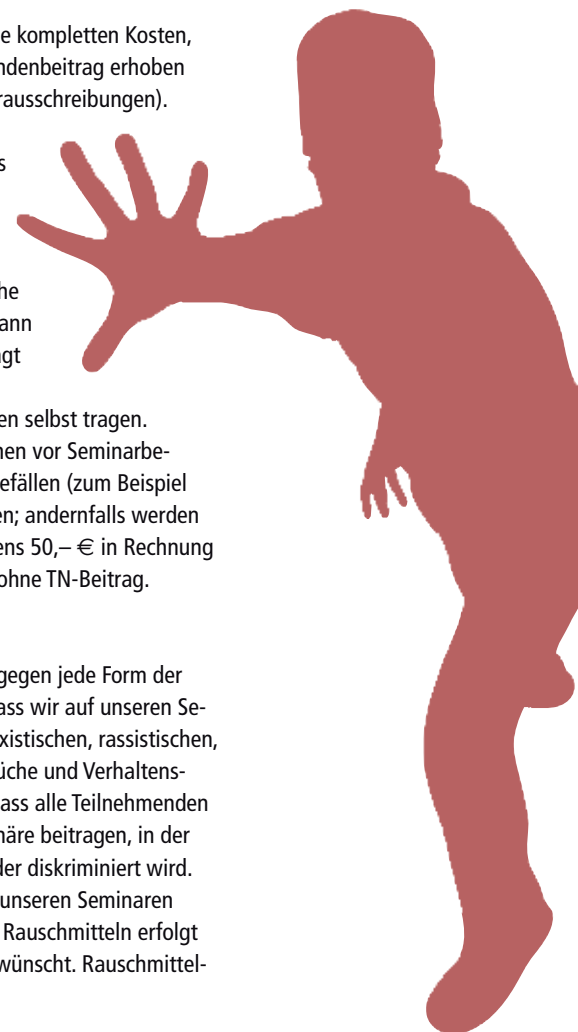 e kompletten Kosten,
ndenbeitrag erhoben
rausschreibungen).
s
he
ann
gt
en selbst tragen.
nen vor Seminarbe-
efällen (zum Beispiel
en; andernfalls werden
ens 50,– € in Rechnung
ohne TN-Beitrag.
gegen jede Form der
ass wir auf unseren Se-
xistischen, rassistischen,
üche und Verhaltens-
ass alle Teilnehmenden
häre beitragen, in der
der diskriminiert wird.
unseren Seminaren
Rauschmitteln erfolgt
wünscht. Rauschmittel-